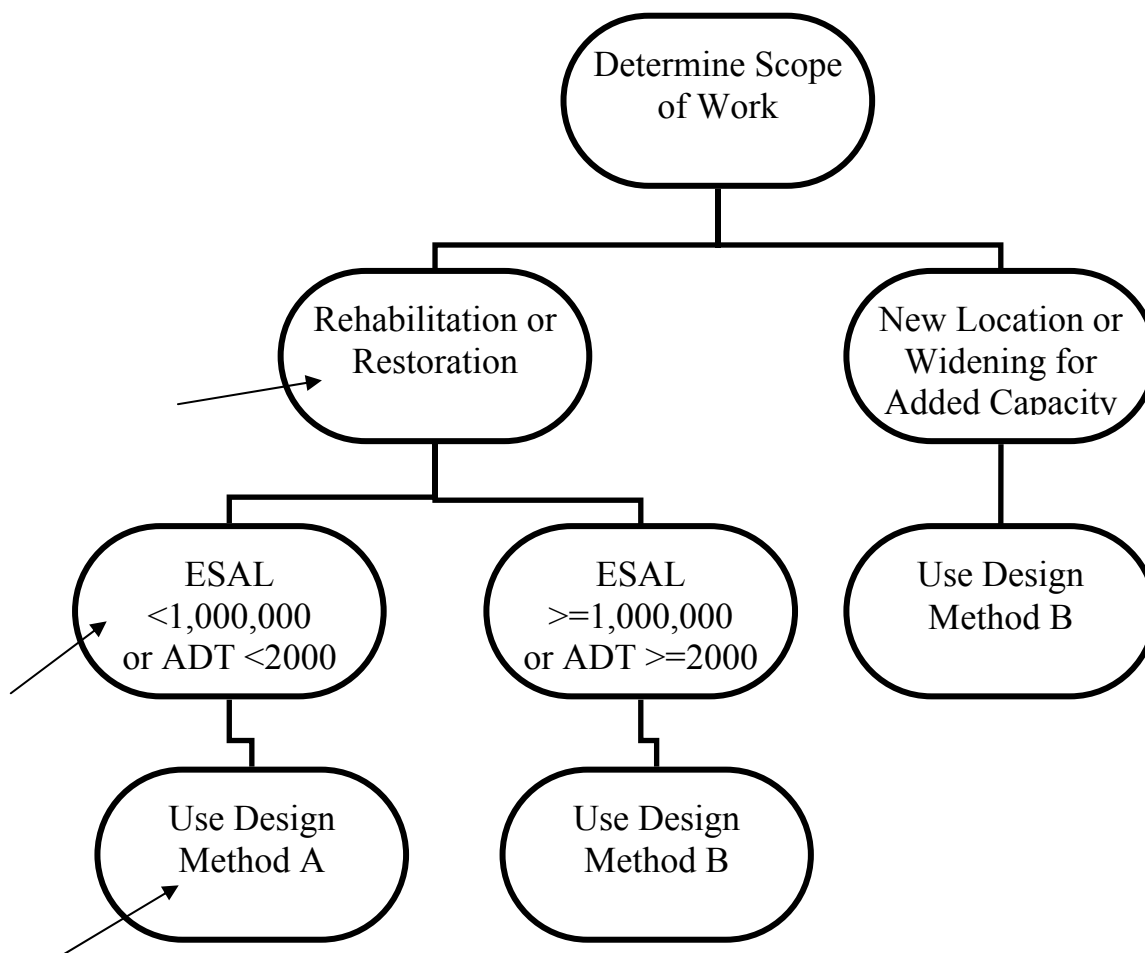 Determine Scope
of Work
Rehabilitation or
Restoration
New Location or
Widening for
Added Capacity
ESAL
<1,000,000
or ADT <2000
ESAL
>=1,000,000
or ADT >=2000
Use Design
Method B
Use Design
Method A
Use Design
Method B